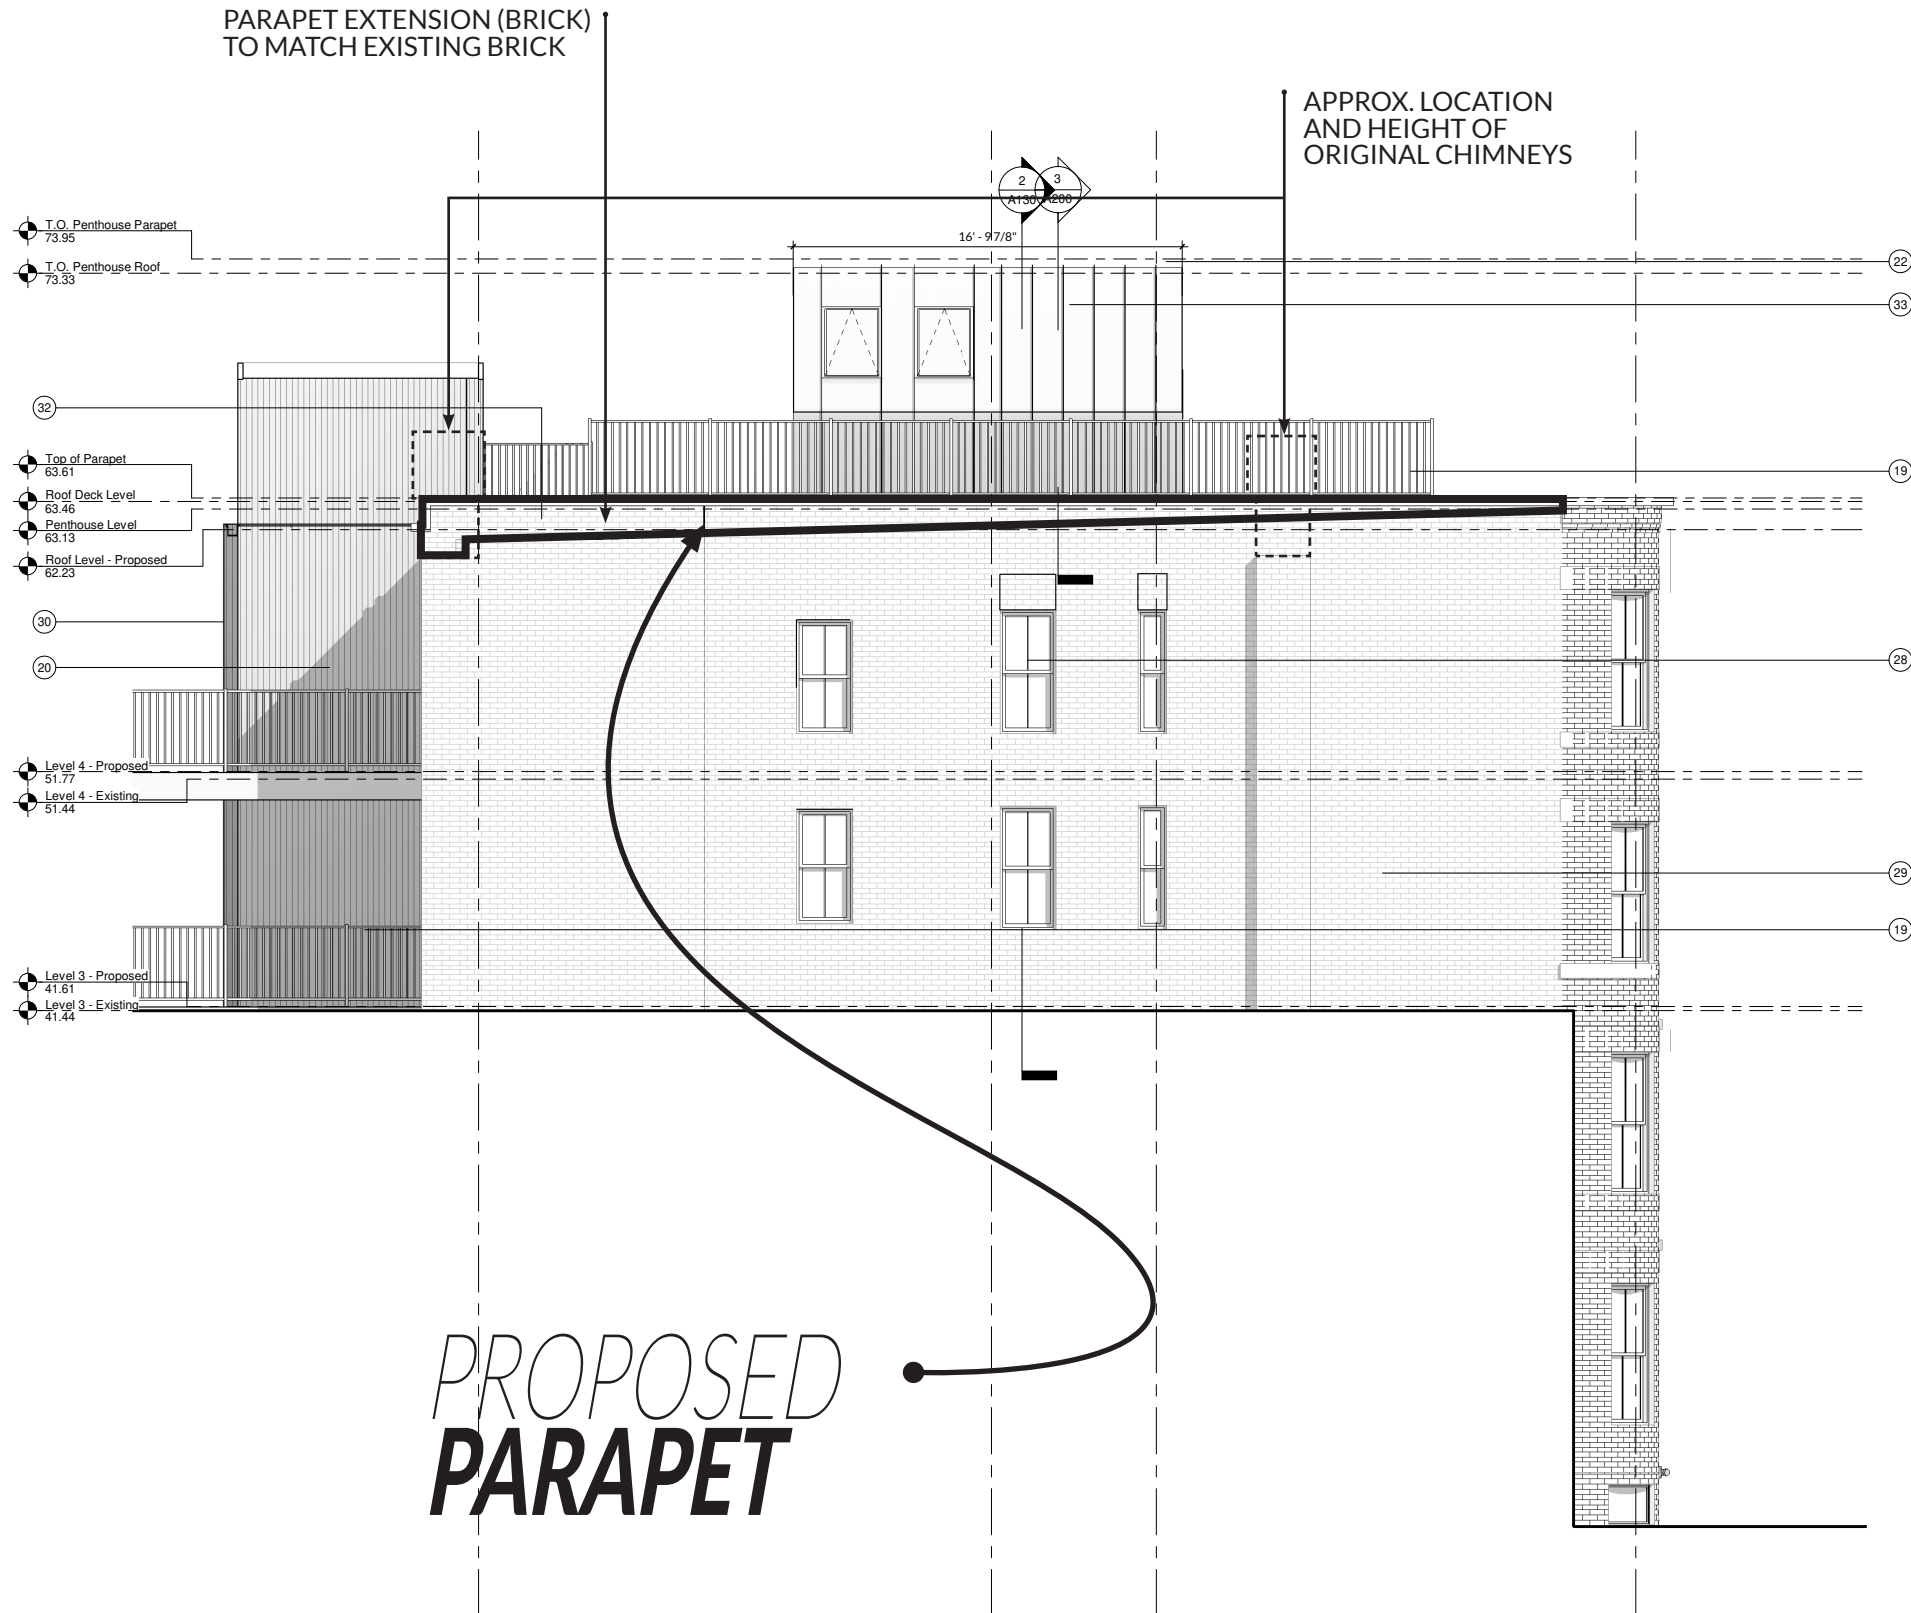 PARAPET EXTENSION (BRICK)
TO MATCH EXISTING BRICK
APPROX. LOCATION
AND HEIGHT OF
ORIGINAL CHIMNEYS
2
A130
3
A200
16' - 9 7/8"
T.O. Penthouse Parapet
73.95
T.O. Penthouse Roof
73.33
22
33
32
Top of Parapet
63.61
19
Roof Deck Level
63.46
Penthouse Level
63.13
Roof Level - Proposed
62.23
30
20
28
Level 4 - Proposed
51.77
Level 4 - Existing
51.44
29
19
Level 3 - Proposed
41.61
Level 3 - Existing
41.44
PROPOSED
PARAPET